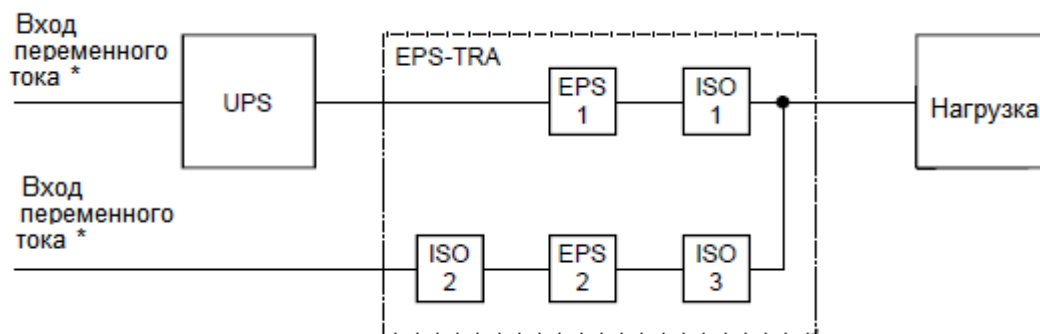 Вход
переменного
тока *
UPS
EPS-TRA
EPS
1
ISO
1
Нагрузка
Вход
переменного
тока *
ISO
2
EPS
2
ISO
3